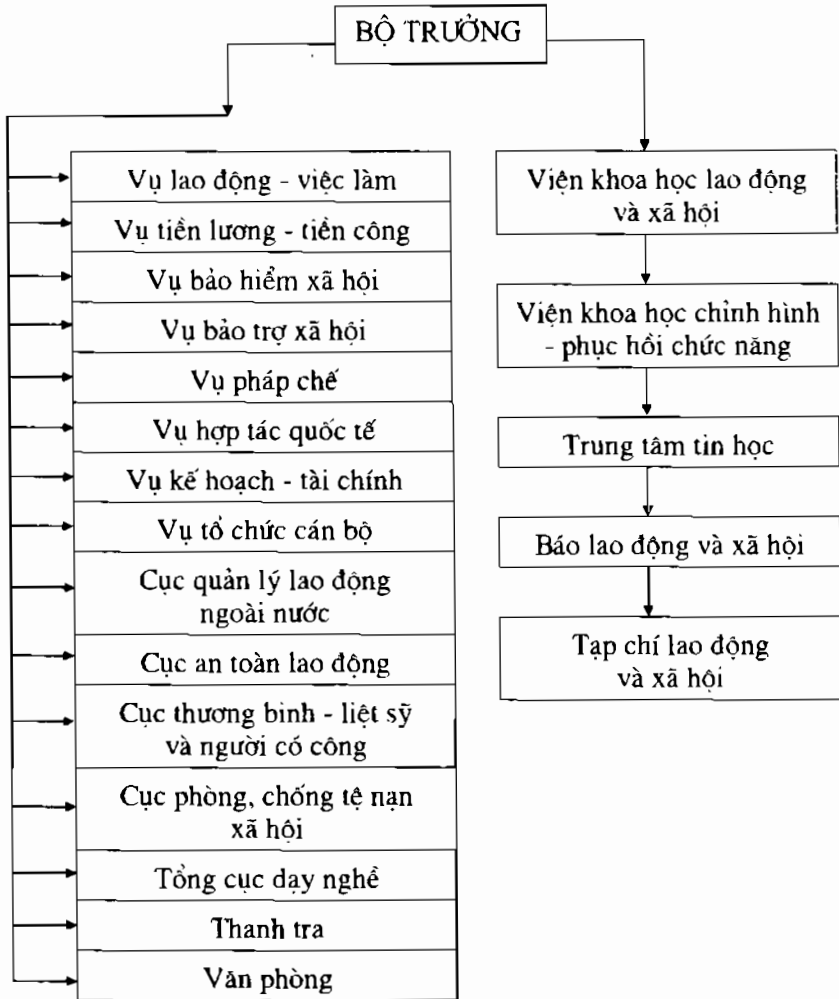 BỘ TRƯỞNG
Vụ lao động - việc làm
Vụ tiền lương - tiền công
Vụ bảo hiểm xã hội
Vụ bảo trợ xã hội
Vụ pháp chế
Vụ hợp tác quốc tế
Vụ kế hoạch - tài chính
Vụ tổ chức cán bộ
Cục quản lý lao động
ngoài nước
Cục an toàn lao động
Cục thương binh - liệt sỹ
và người có công
Cục phòng, chống tệ nạn
xã hội
Tổng cục dạy nghề
Thanh tra
Văn phòng
Viện khoa học lao động
và xã hội
Viện khoa học chỉnh hình
- phục hồi chức năng
Trung tâm tin học
Báo lao động và xã hội
Tạp chí lao động
và xã hội